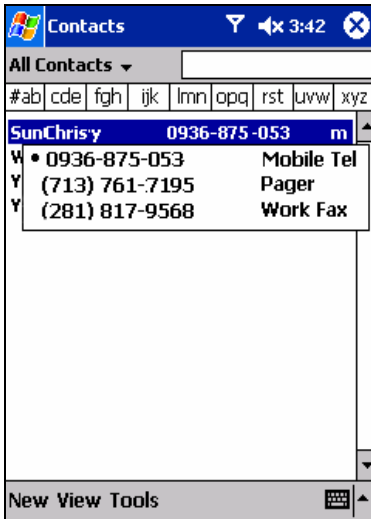 Contacts 3:42
All Contacts
#ab cde fgh ijk lmn opq rst uvw xyz
SunChris'y 0936-875-053 m
W
• 0936-875-053 Mobile Tel
Y (713) 761-7195 Pager
Y (281) 817-9568 Work Fax
New View Tools